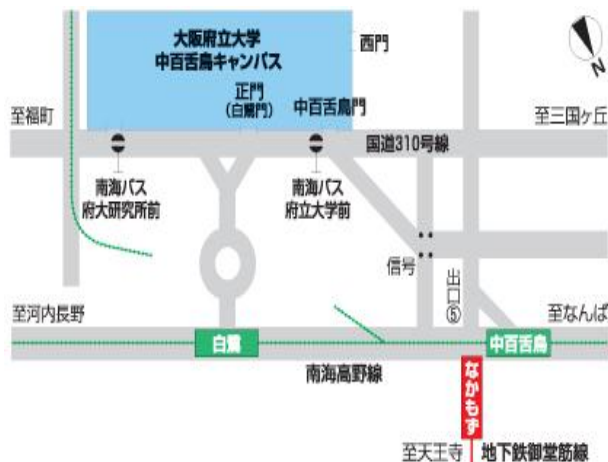 大阪府立大学
中百舌鳥キャンパス
西門
N
正門
(白鷺門)
中百舌鳥門
至福町
至三国ヶ丘
国道310号線
南海バス
府大研究所前
南海バス
府立大学前
信号
出口⑤
至河内長野
至なんば
白鷺
中百舌鳥
南海高野線
なかもず
至天王寺
地下鉄御堂筋線